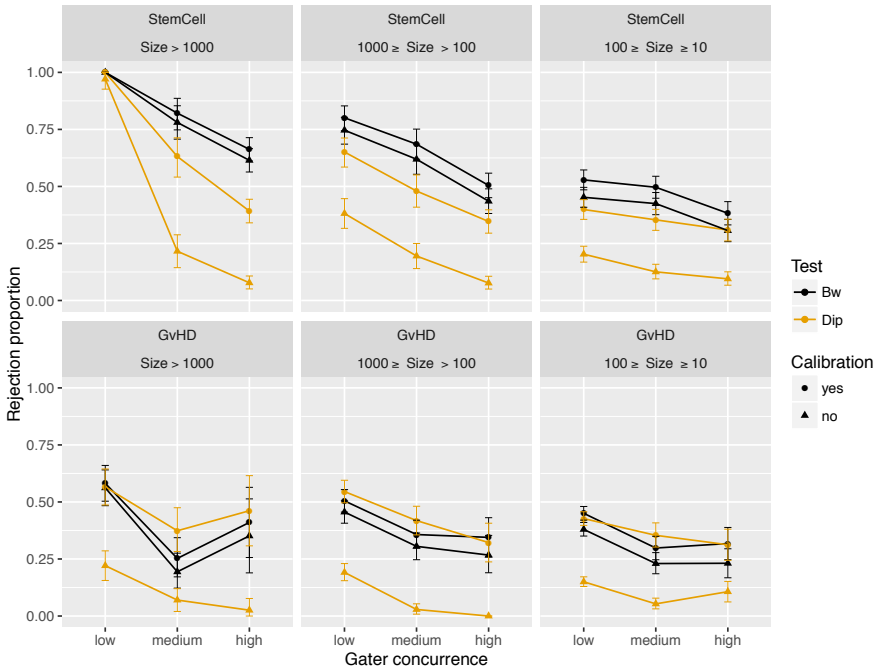 StemCell
Size > 1000
StemCell
1000 ≥ Size > 100
StemCell
100 ≥ Size ≥ 10
1.00
0.75
0.50
0.25
0.00
GvHD
Size > 1000
GvHD
1000 ≥ Size > 100
GvHD
100 ≥ Size ≥ 10
1.00
0.75
0.50
0.25
0.00
low medium high
low medium high
low medium high
Gater concurrence
Rejection proportion
Test
Bw
Dip
Calibration
yes
no